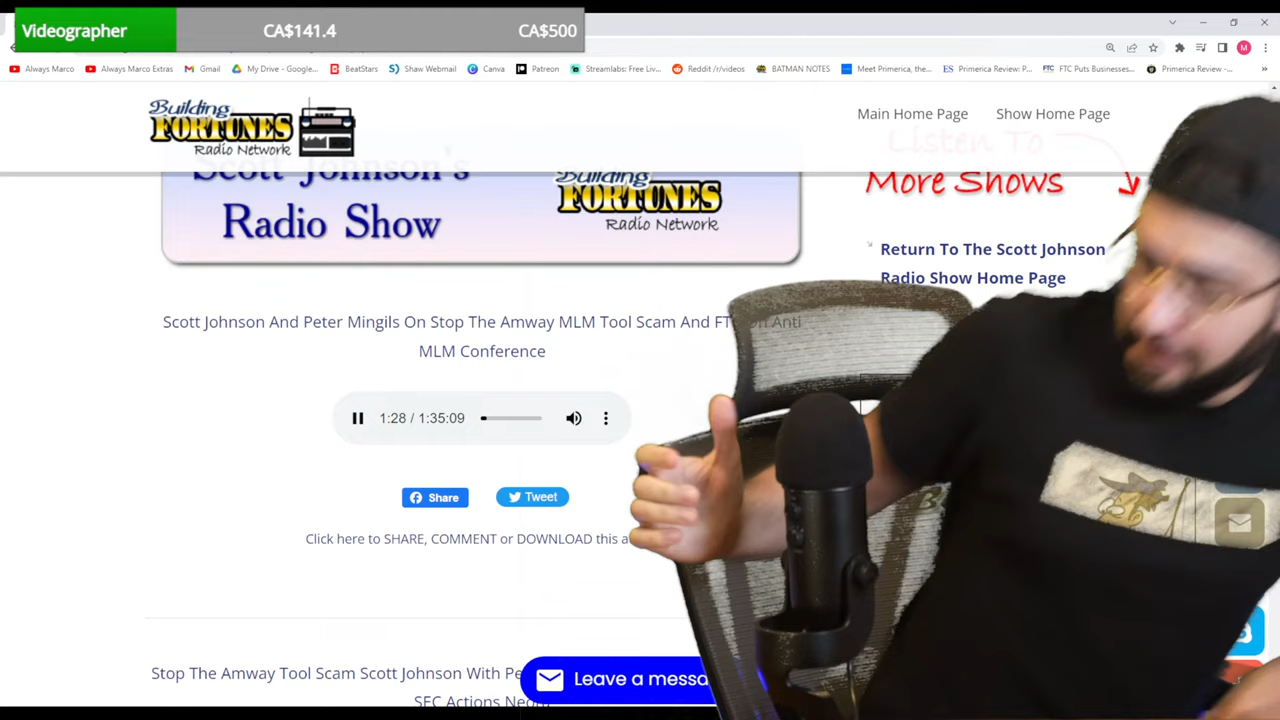 Videographer CA$141.4 CA$500
Always Marco Always Marco Extras Gmail My Drive - Google... BeatStars Shaw Webmail Canva Patreon Streamlabs: Free Liv... Reddit /r/videos BATMAN NOTES Meet Primerica, the... Primerica Review: P... FTC Puts Businesses... Primerica Review -...
Building
FORTUNES
Radio Network
Main Home Page Show Home Page
Listen To
More Shows
Scott Johnson's
Radio Show
Building
FORTUNES
Radio Network
Return To The Scott Johnson
Radio Show Home Page
Scott Johnson And Peter Mingils On Stop The Amway MLM Tool Scam And Anti
MLM Conference
1:28 / 1:35:09
Share Tweet
Click here to SHARE, COMMENT or DOWNLOAD this
Leave a messa
Stop The Amway Tool Scam Scott Johnson With
SEC Actions